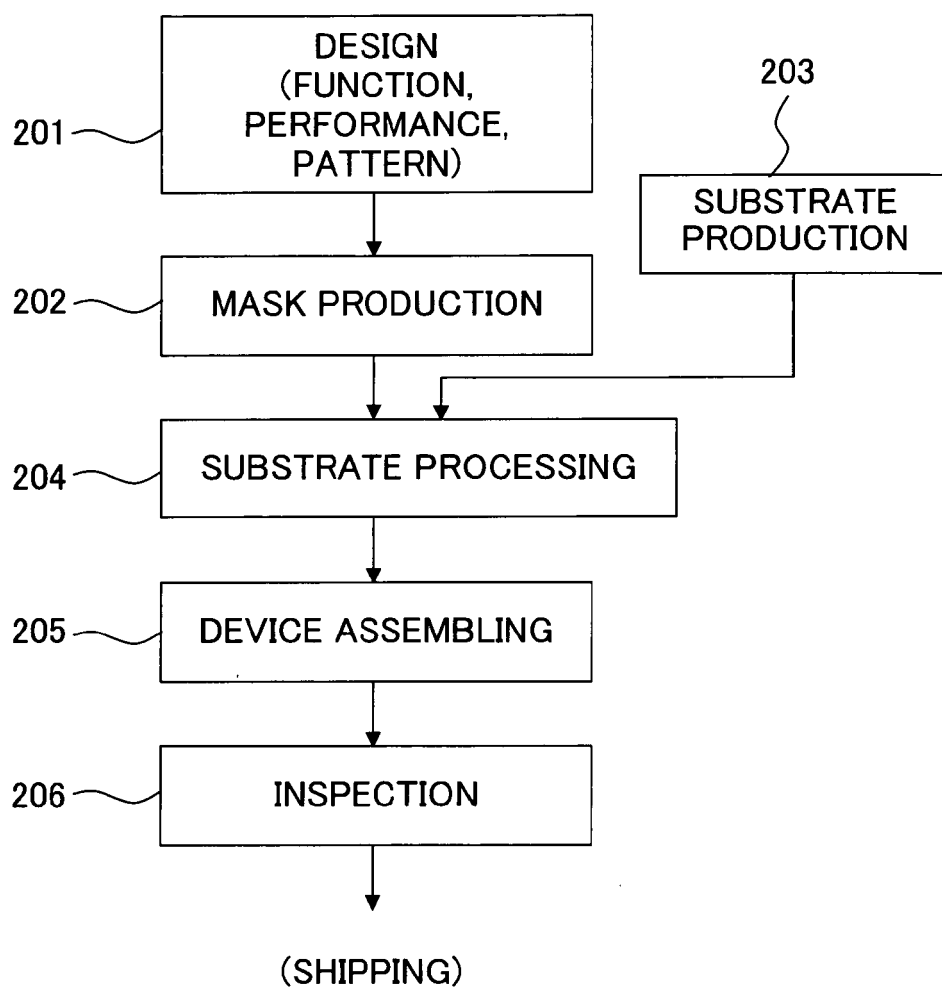 DESIGN
(FUNCTION,
PERFORMANCE,
PATTERN)
201
203
SUBSTRATE
PRODUCTION
202
MASK PRODUCTION
204
SUBSTRATE PROCESSING
205
DEVICE ASSEMBLING
206
INSPECTION
(SHIPPING)